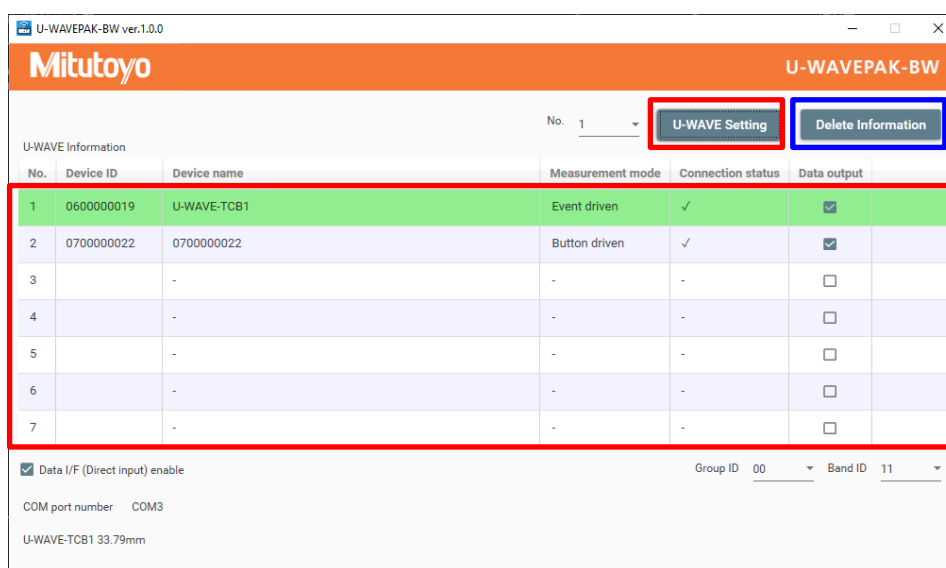 U-WAVEPAK-BW ver.1.0.0
Mitutoyo U-WAVEPAK-BW
No. 1 U-WAVE Setting Delete Information
U-WAVE Information
No. Device ID Device name Measurement mode Connection status Data output
1 0600000019 U-WAVE-TCB1 Event driven ✓
2 0700000022 0700000022 Button driven ✓
3 - - -
4 - - -
5 - - -
6 - - -
7 - - -
Data I/F (Direct input) enable Group ID 00 Band ID 11
COM port number COM3
U-WAVE-TCB1 33.79mm